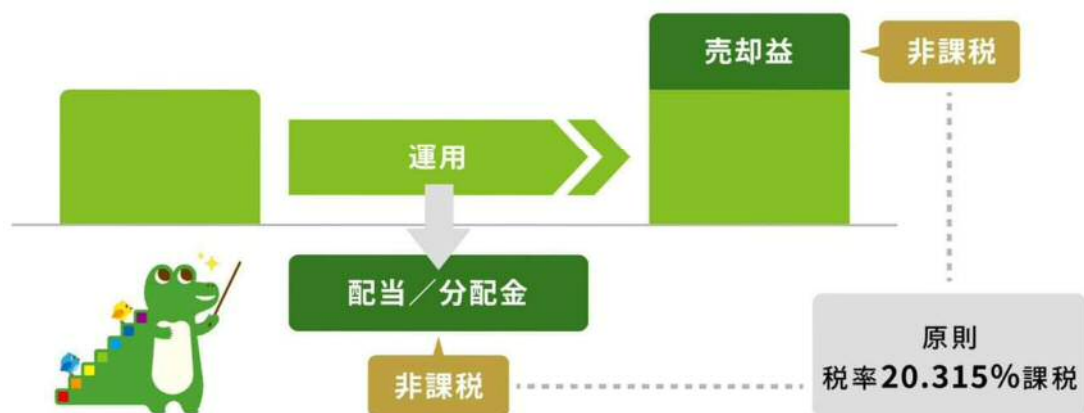 売却益
非課税
運用
配当／分配金
非課税
原則
税率20.315%課税